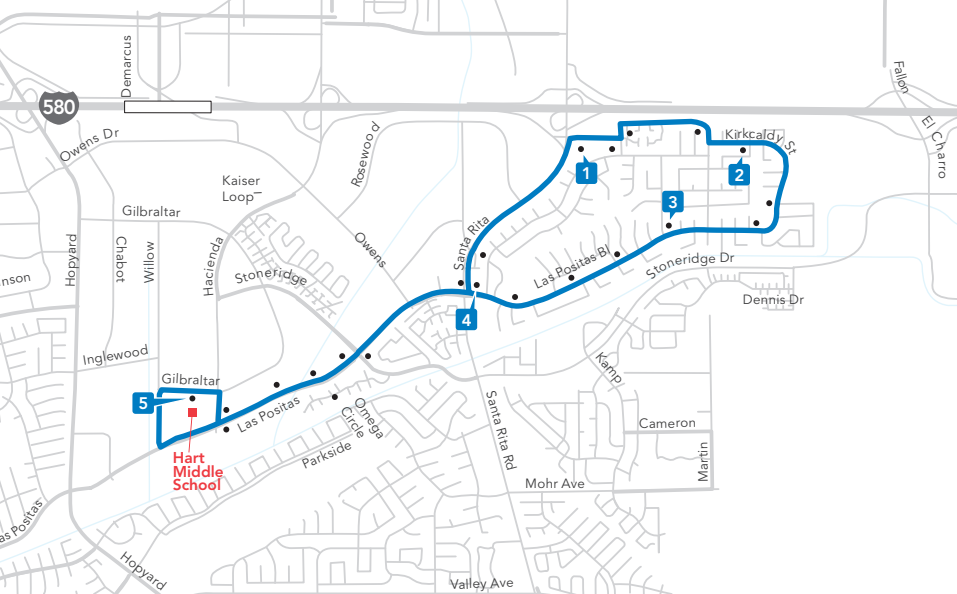 Demarcus
580
Fallon
El Charro
Owens Dr
Rosewood
Kirkcaldy St
1
2
Kaiser
Loop
Gilbraltar
3
Santa Rita
Hopyard
Chabot
Willow
Hacienda
Owens
Stoneridge
Las Positas Bl
Stoneridge Dr
nson
Dennis Dr
4
Inglewood
Kamp
Gilbraltar
5
Las Positas
Omega
Circle
Santa Rita Rd
Cameron
Hart
Middle
School
Parkside
Martin
Mohr Ave
as Positas
Hopyard
Valley Ave